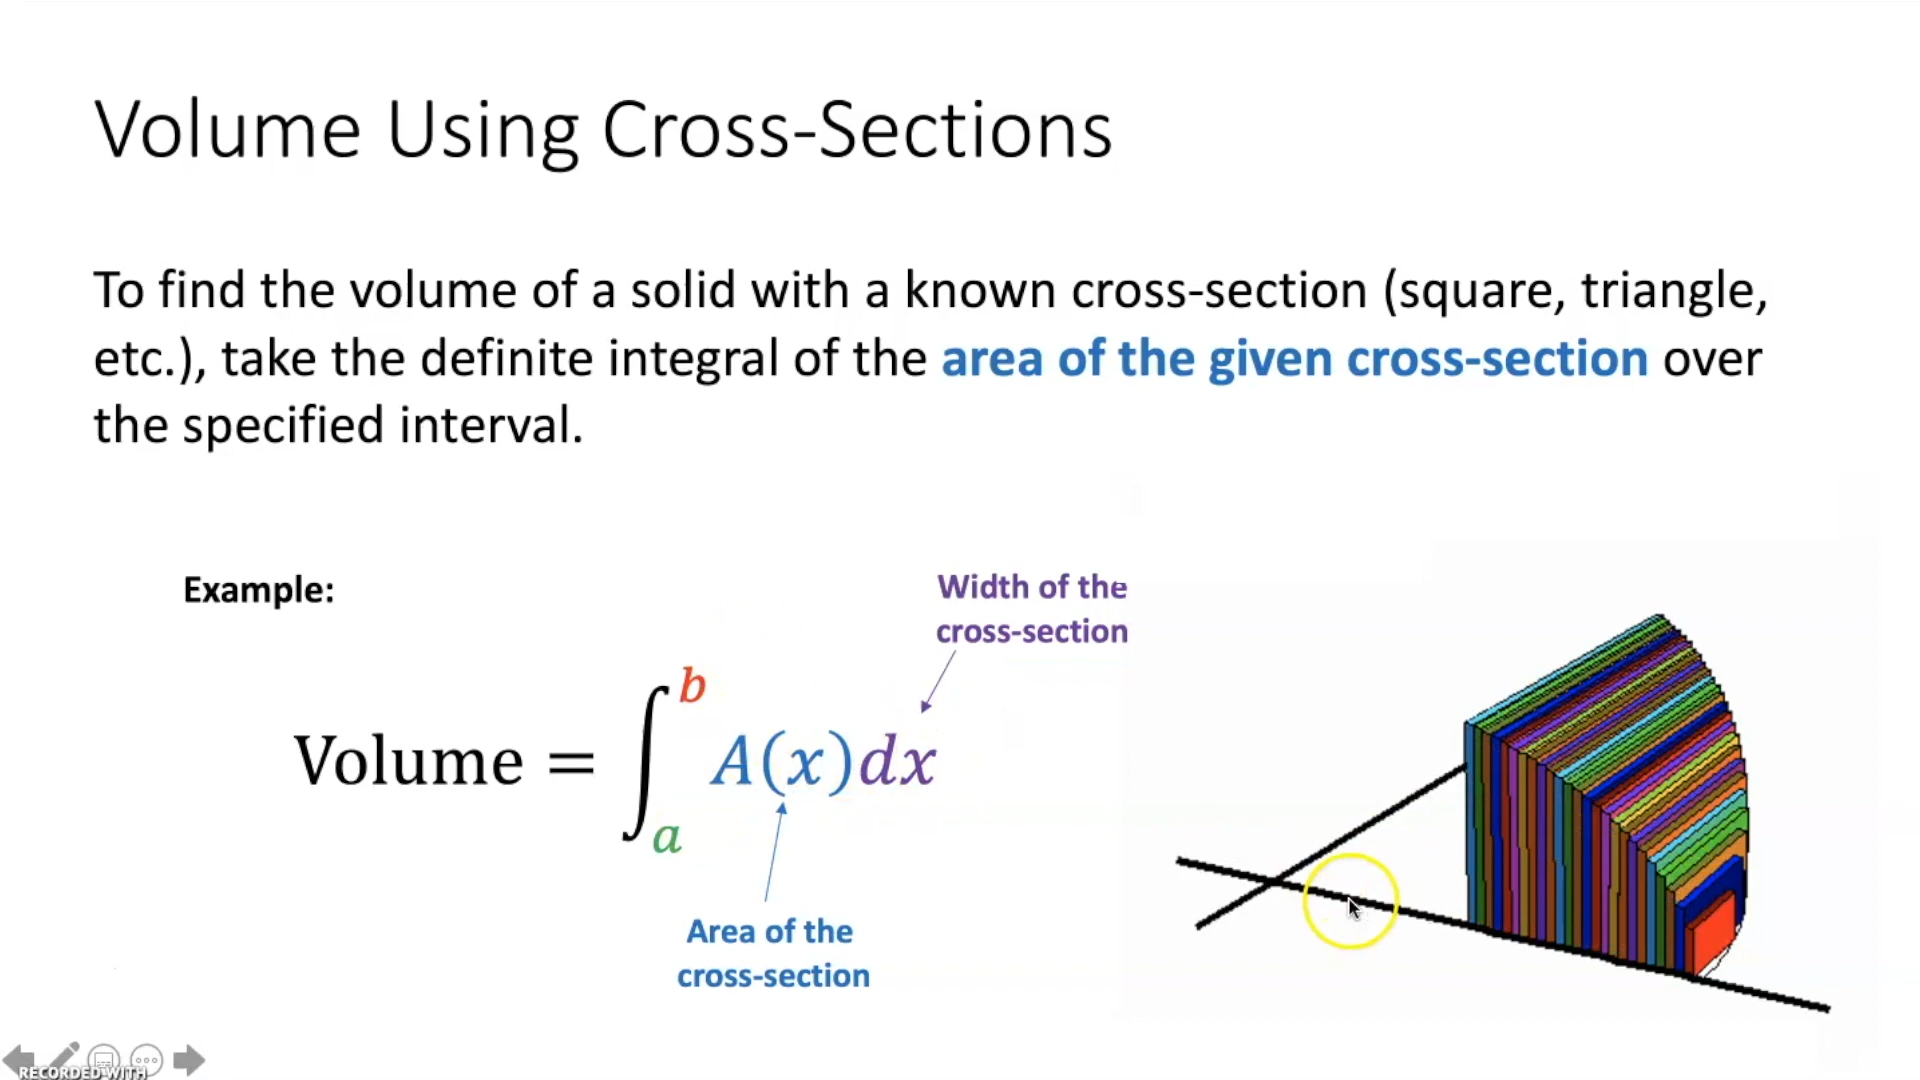 Volume Using Cross-Sections
To find the volume of a solid with a known cross-section (square, triangle,
etc.), take the definite integral of the area of the given cross-section over
the specified interval.
Example:
Width of the
cross-section
Volume = ∫ₐᵇ A(x)dx
Area of the
cross-section
RECORDED WITH